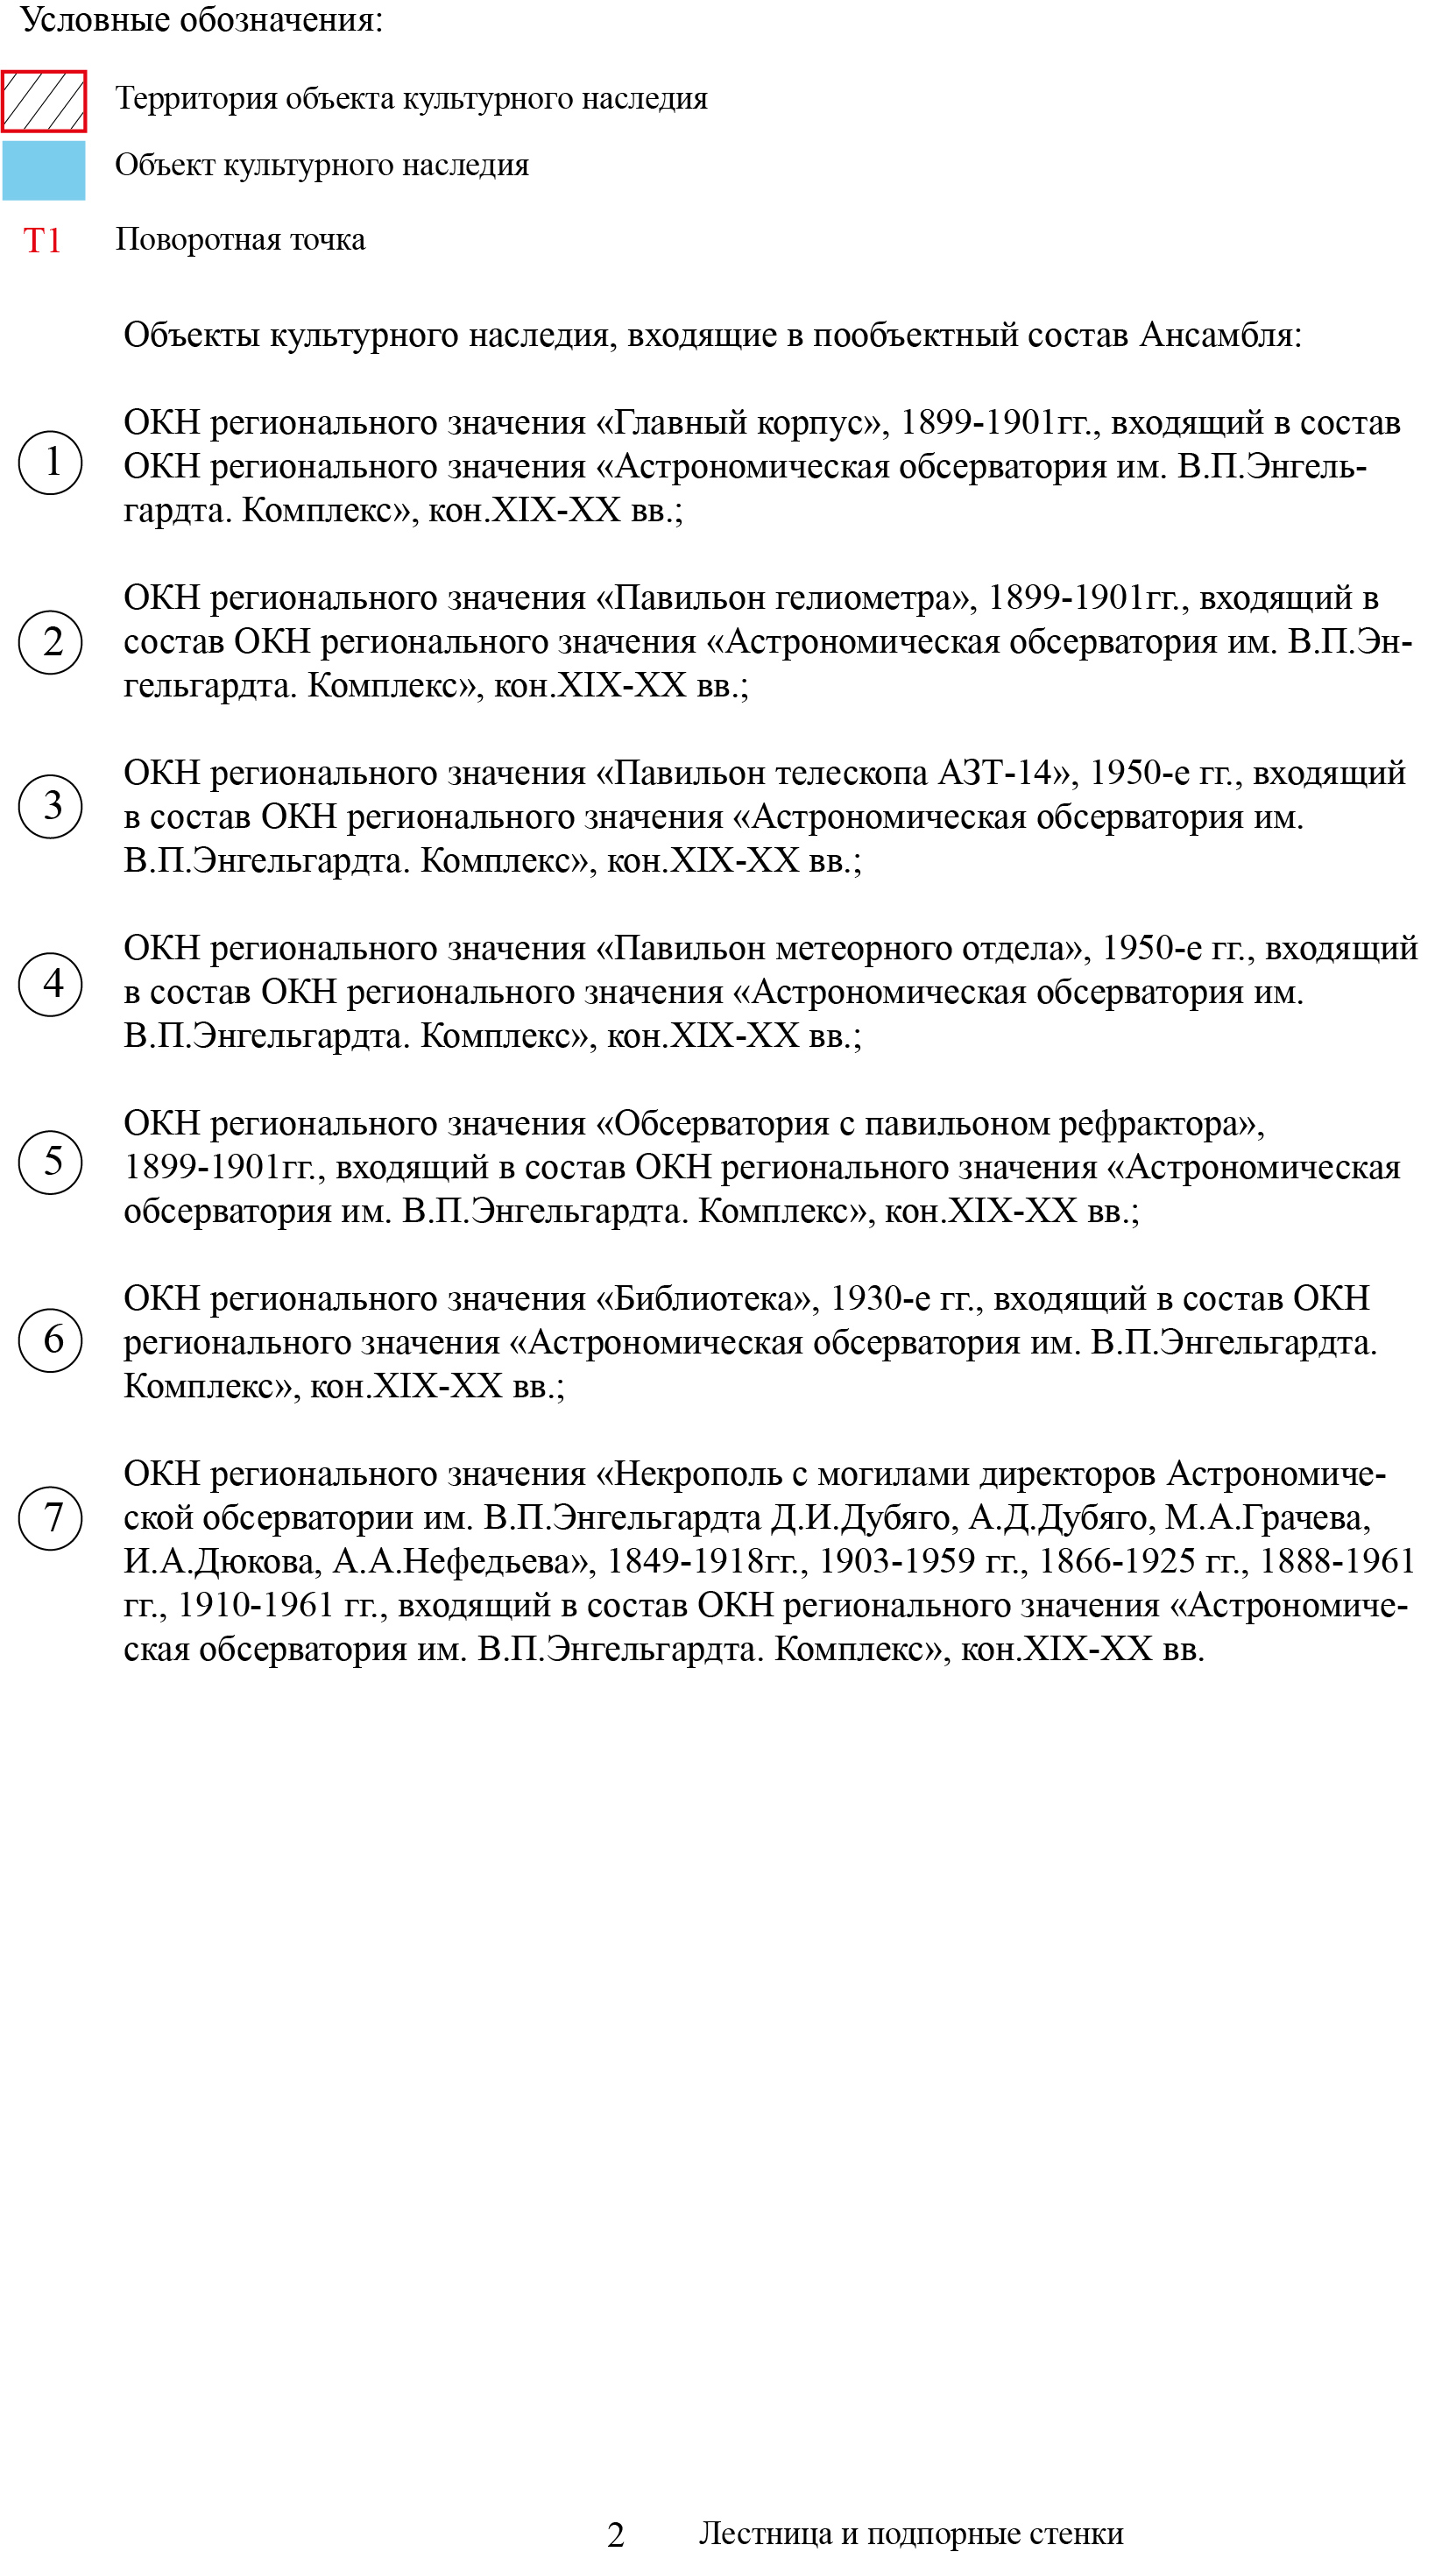 Условные обозначения:
Территория объекта культурного наследия
Объект культурного наследия
Т1 Поворотная точка
Объекты культурного наследия, входящие в пообъектный состав Ансамбля:
ОКН регионального значения «Главный корпус», 1899-1901гг., входящий в состав
1 ОКН регионального значения «Астрономическая обсерватория им. В.П.Энгель-
гардта. Комплекс», кон.XIX-XX вв.;
ОКН регионального значения «Павильон гелиометра», 1899-1901гг., входящий в
2 состав ОКН регионального значения «Астрономическая обсерватория им. В.П.Эн-
гельгардта. Комплекс», кон.XIX-XX вв.;
ОКН регионального значения «Павильон телескопа АЗТ-14», 1950-е гг., входящий
3 в состав ОКН регионального значения «Астрономическая обсерватория им.
В.П.Энгельгардта. Комплекс», кон.XIX-XX вв.;
ОКН регионального значения «Павильон метеорного отдела», 1950-е гг., входящий
4 в состав ОКН регионального значения «Астрономическая обсерватория им.
В.П.Энгельгардта. Комплекс», кон.XIX-XX вв.;
ОКН регионального значения «Обсерватория с павильоном рефрактора»,
5 1899-1901гг., входящий в состав ОКН регионального значения «Астрономическая
обсерватория им. В.П.Энгельгардта. Комплекс», кон.XIX-XX вв.;
ОКН регионального значения «Библиотека», 1930-е гг., входящий в состав ОКН
6 регионального значения «Астрономическая обсерватория им. В.П.Энгельгардта.
Комплекс», кон.XIX-XX вв.;
ОКН регионального значения «Некрополь с могилами директоров Астрономиче-
7 ской обсерватории им. В.П.Энгельгардта Д.И.Дубяго, А.Д.Дубяго, М.А.Грачева,
И.А.Дюкова, А.А.Нефедьева», 1849-1918гг., 1903-1959 гг., 1866-1925 гг., 1888-1961
гг., 1910-1961 гг., входящий в состав ОКН регионального значения «Астрономиче-
ская обсерватория им. В.П.Энгельгардта. Комплекс», кон.XIX-XX вв.
2 Лестница и подпорные стенки